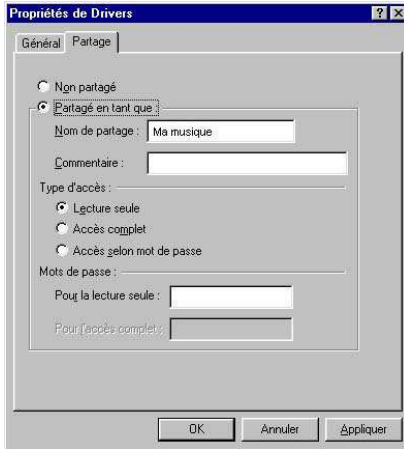 Propriétés de Drivers
Général Partage
Non partagé
Partagé en tant que :
Nom de partage : Ma musique
Commentaire :
Type d'accès :
Lecture seule
Accès complet
Accès selon mot de passe
Mots de passe :
Pour la lecture seule :
Pour l'accès complet :
OK Annuler Appliquer